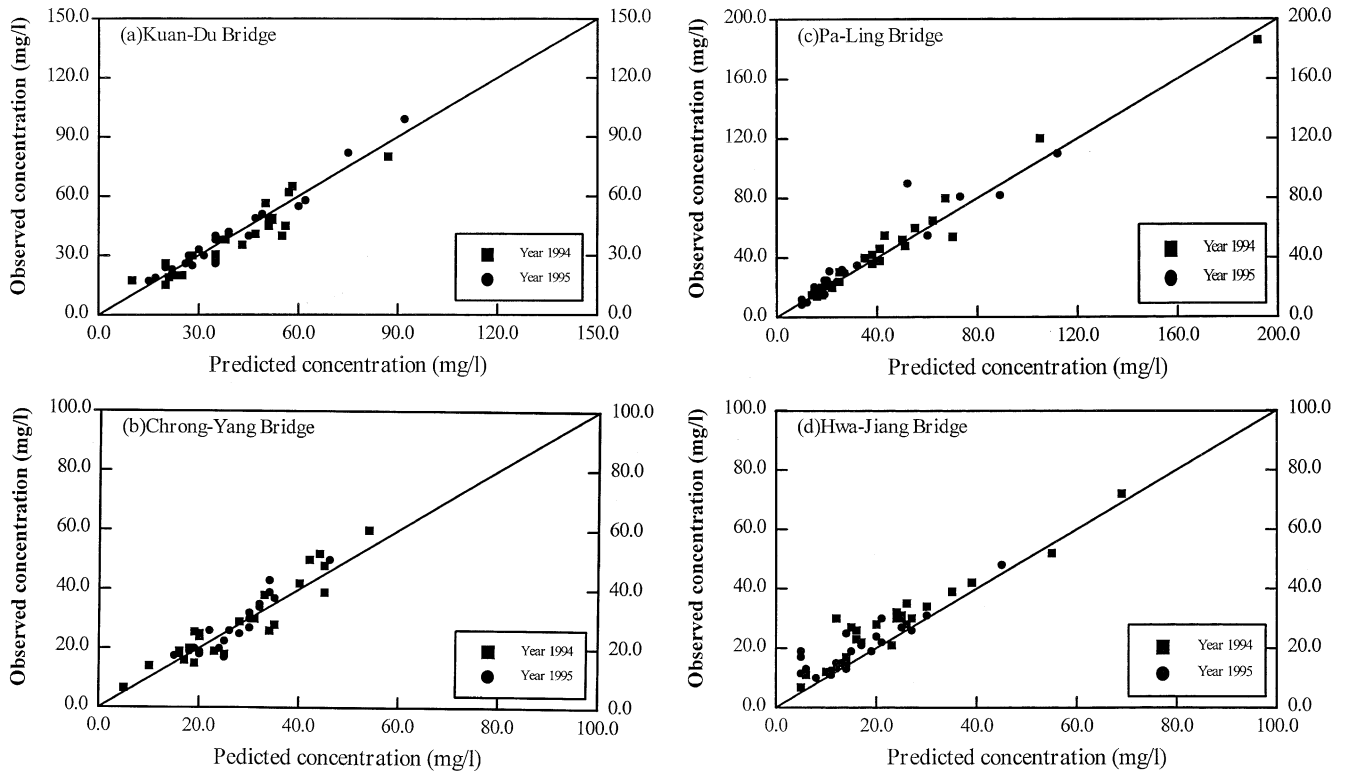 (a)Kuan-Du Bridge
Observed concentration (mg/l)
150.0
120.0
90.0
60.0
30.0
0.0
150.0
120.0
90.0
60.0
30.0
0.0
Year 1994
Year 1995
0.0 30.0 60.0 90.0 120.0 150.0
Predicted concentration (mg/l)
(c)Pa-Ling Bridge
Observed concentration (mg/l)
200.0
160.0
120.0
80.0
40.0
0.0
200.0
160.0
120.0
80.0
40.0
0.0
Year 1994
Year 1995
0.0 40.0 80.0 120.0 160.0 200.0
Predicted concentration (mg/l)
(b)Chrong-Yang Bridge
Observed concentration (mg/l)
100.0
80.0
60.0
40.0
20.0
0.0
100.0
80.0
60.0
40.0
20.0
0.0
Year 1994
Year 1995
0.0 20.0 40.0 60.0 80.0 100.0
Pedicted concentration (mg/l)
(d)Hwa-Jiang Bridge
Observed concentration (mg/l)
100.0
80.0
60.0
40.0
20.0
0.0
100.0
80.0
60.0
40.0
20.0
0.0
Year 1994
Year 1995
0.0 20.0 40.0 60.0 80.0 100.0
Predicted concentration (mg/l)